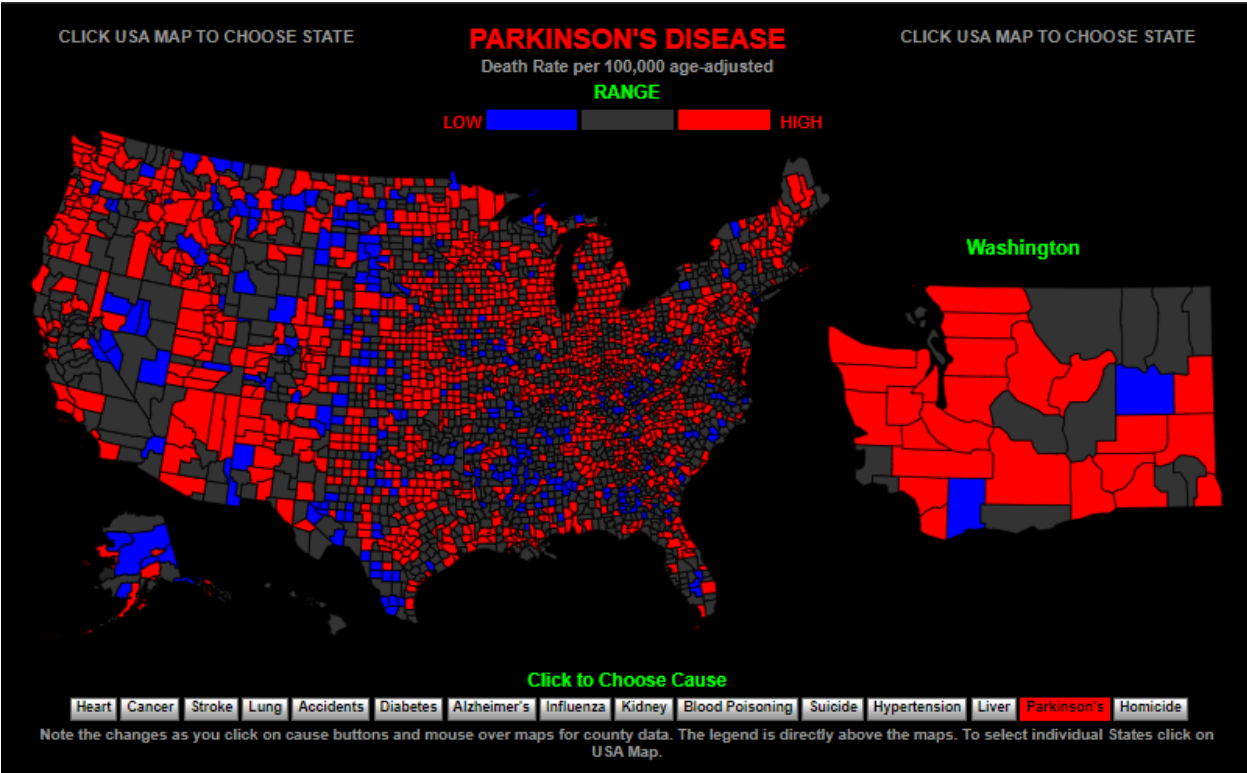 CLICK USA MAP TO CHOOSE STATE
PARKINSON'S DISEASE
CLICK USA MAP TO CHOOSE STATE
Death Rate per 100,000 age-adjusted
RANGE
LOW HIGH
Washington
Click to Choose Cause
Heart Cancer Stroke Lung Accidents Diabetes Alzheimer's Influenza Kidney Blood Poisoning Suicide Hypertension Liver Parkinson's Homicide
Note the changes as you click on cause buttons and mouse over maps for county data. The legend is directly above the maps. To select individual States click on
USA Map.